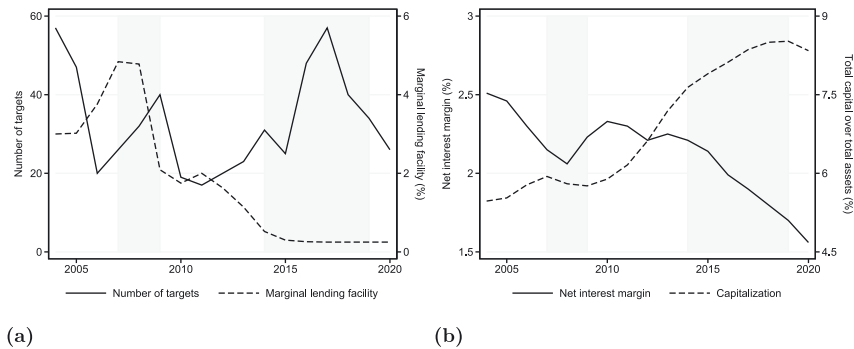 60
40
20
0
Number of targets
6
4
2
0
Marginal lending facility (%)
2005
2010
2015
2020
Number of targets
Marginal lending facility
(a)
3
2.5
2
1.5
Net interest margin (%)
9
7.5
6
4.5
Total capital over total assets (%)
2005
2010
2015
2020
Net interest margin
Capitalization
(b)